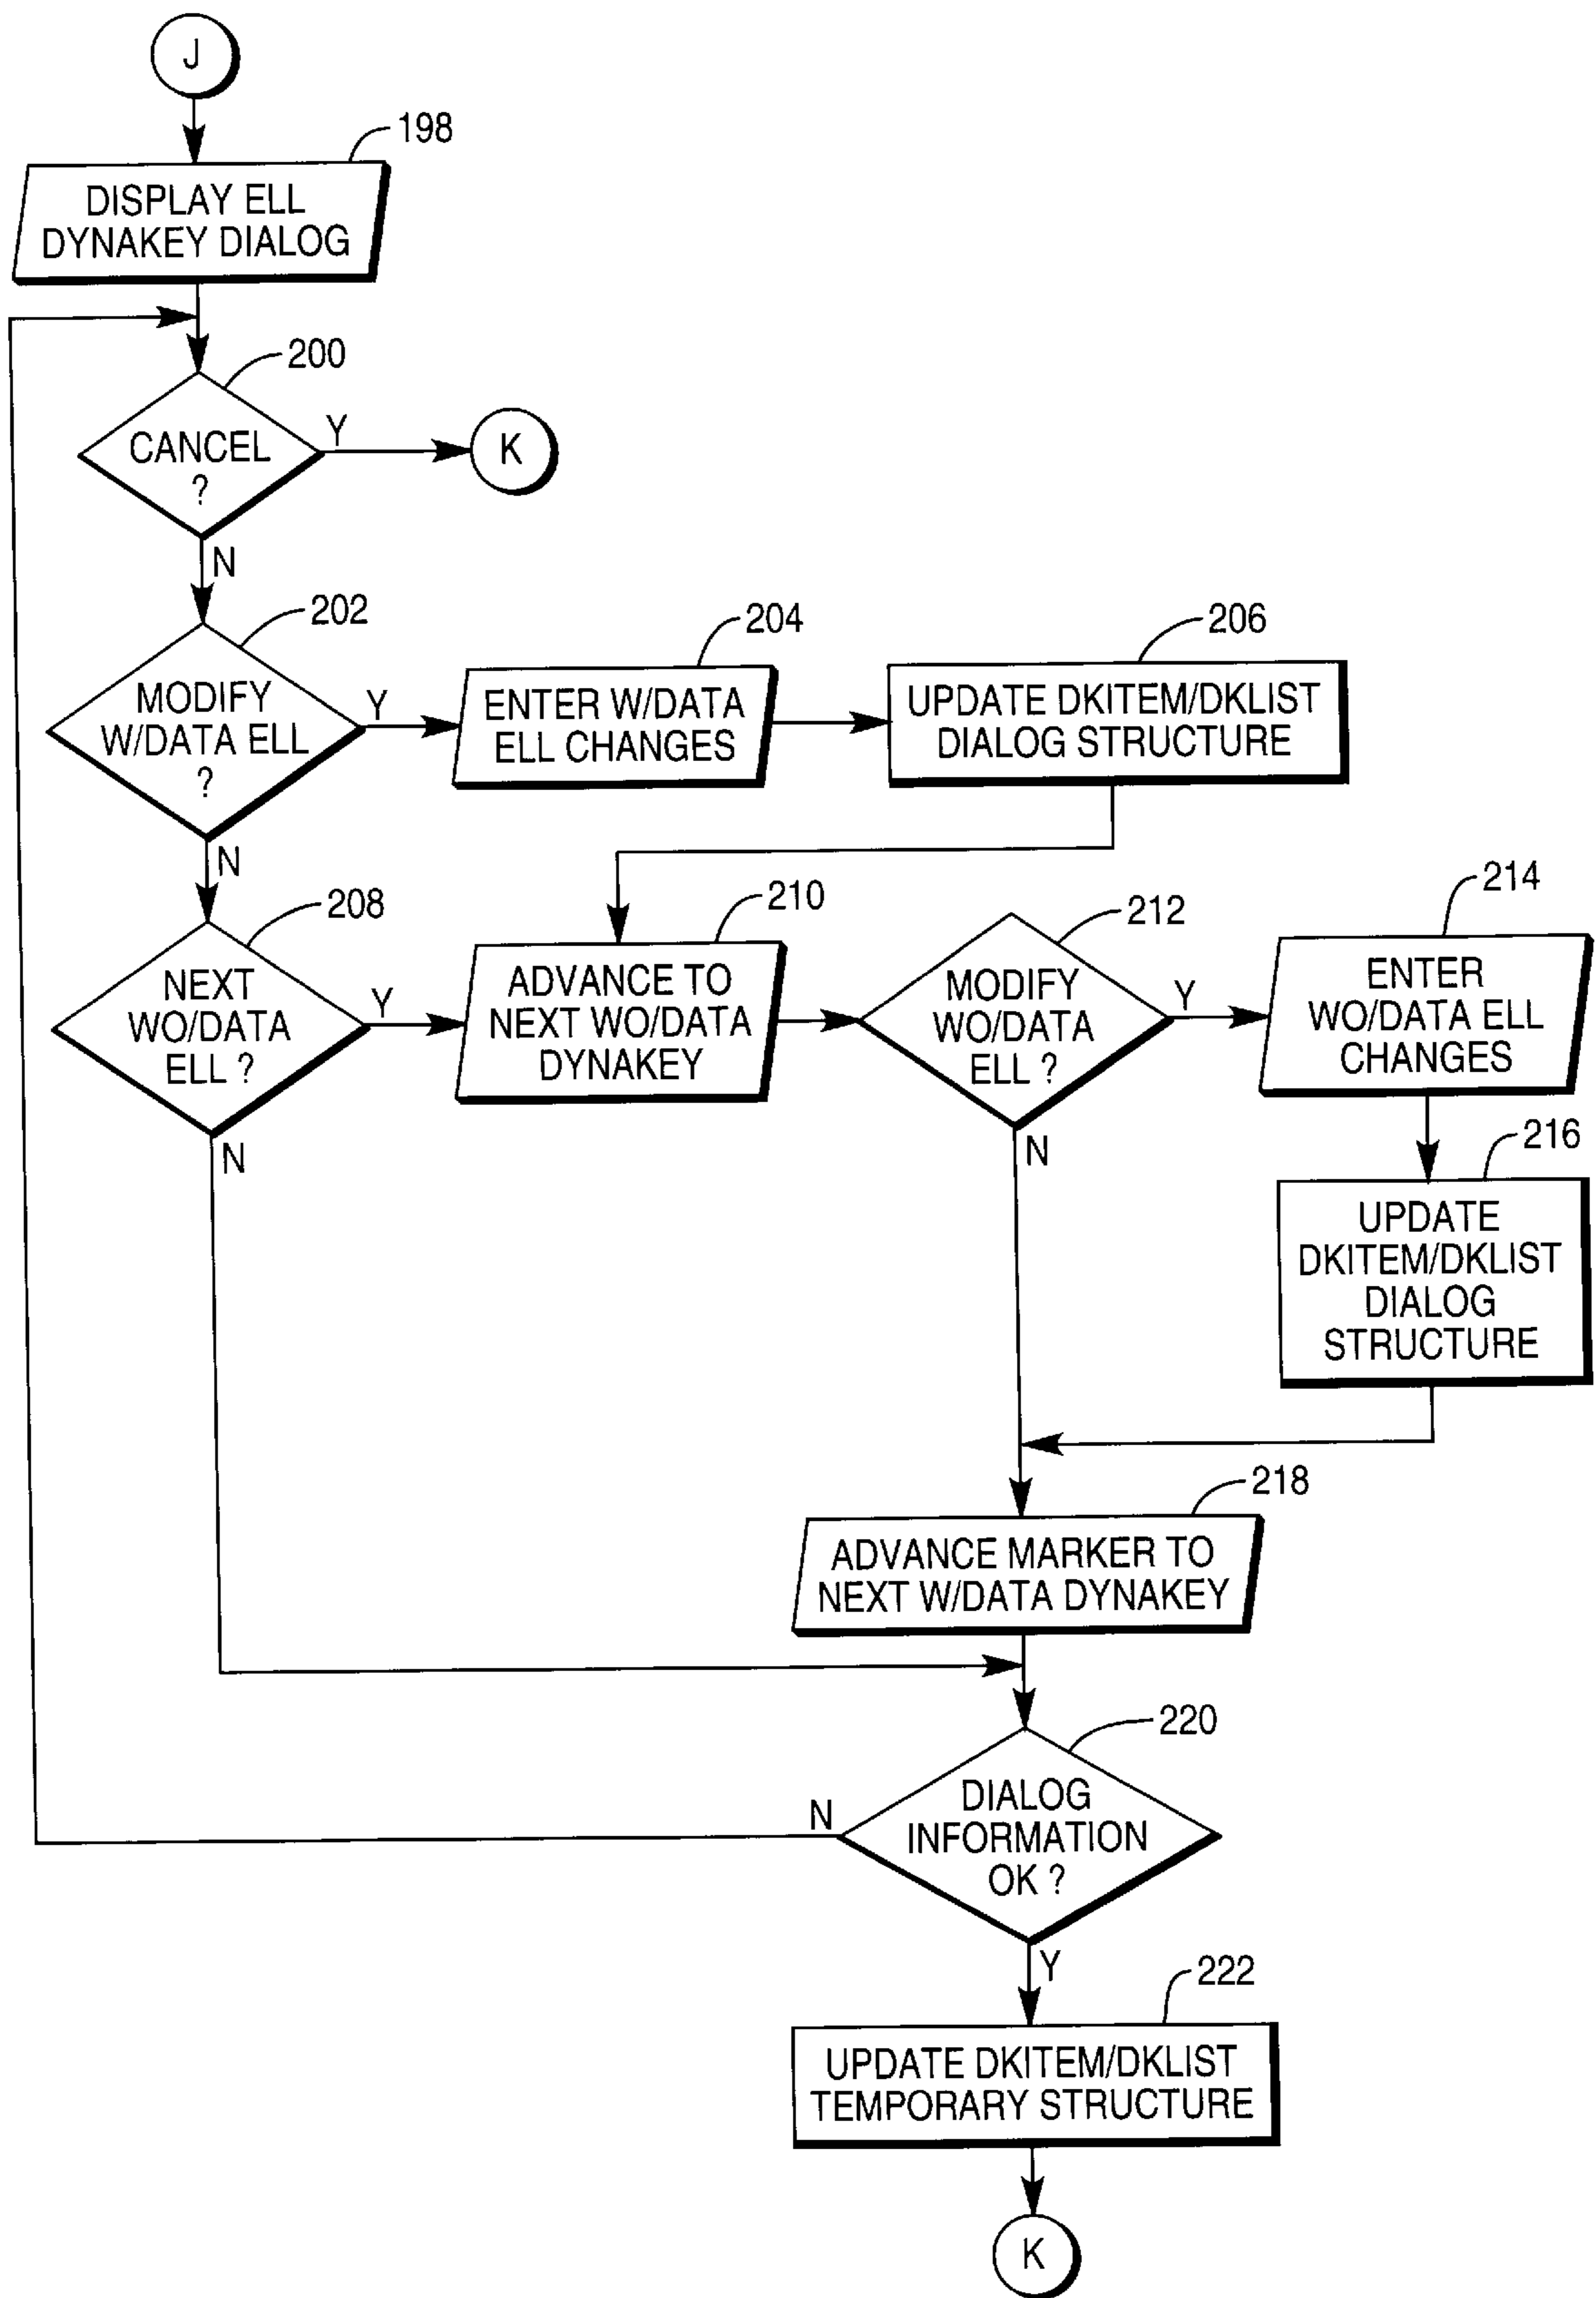 J
198
DISPLAY ELL
DYNAKEY DIALOG
200
CANCEL
?
Y
K
N
202
MODIFY
W/DATA ELL
?
Y
204
ENTER W/DATA
ELL CHANGES
206
UPDATE DKITEM/DKLIST
DIALOG STRUCTURE
N
208
NEXT
WO/DATA
ELL ?
Y
210
ADVANCE TO
NEXT WO/DATA
DYNAKEY
212
MODIFY
WO/DATA
ELL ?
Y
214
ENTER
WO/DATA ELL
CHANGES
N
N
216
UPDATE
DKITEM/DKLIST
DIALOG
STRUCTURE
218
ADVANCE MARKER TO
NEXT W/DATA DYNAKEY
220
DIALOG
INFORMATION
OK ?
N
Y
222
UPDATE DKITEM/DKLIST
TEMPORARY STRUCTURE
K